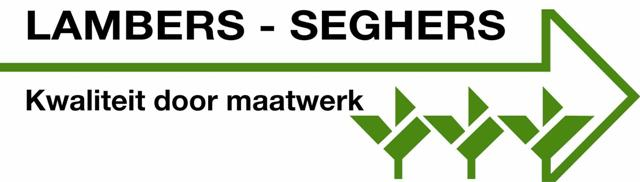 LAMBERS - SEGHERS
Kwaliteit door maatwerk